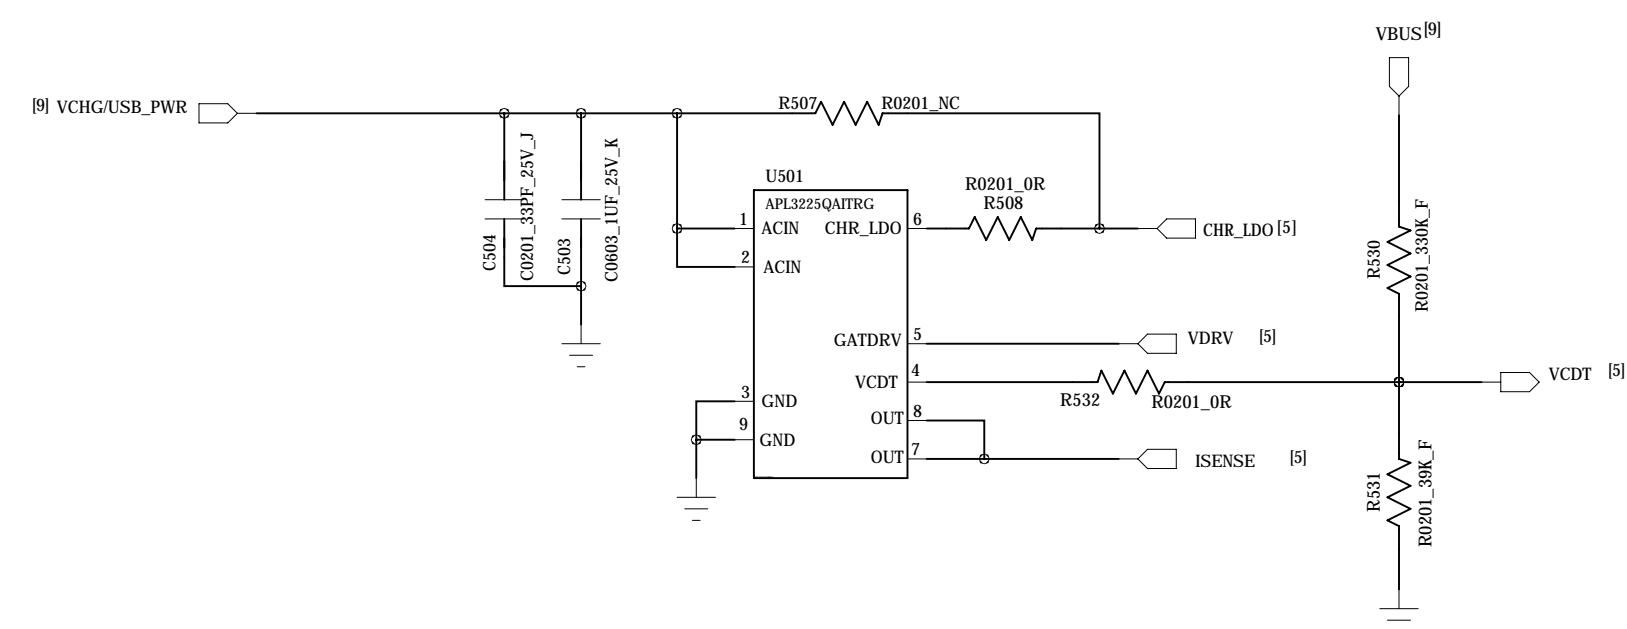 VBUS [9]
[9] VCHG/USB_PWR
R507 R0201_NC
C504
C0201_33PF_25V_J
C503
C0603_1UF_25V_K
U501
APL3225QAITRG
1 ACIN
2 ACIN
3 GND
9 GND
CHR_LDO 6
GATDRV 5
VCDT 4
OUT 8
OUT 7
R0201_0R
R508
CHR_LDO [5]
VDRV [5]
R532 R0201_0R
ISENSE [5]
R530
R0201_330K_F
VCDT [5]
R531
R0201_39K_F